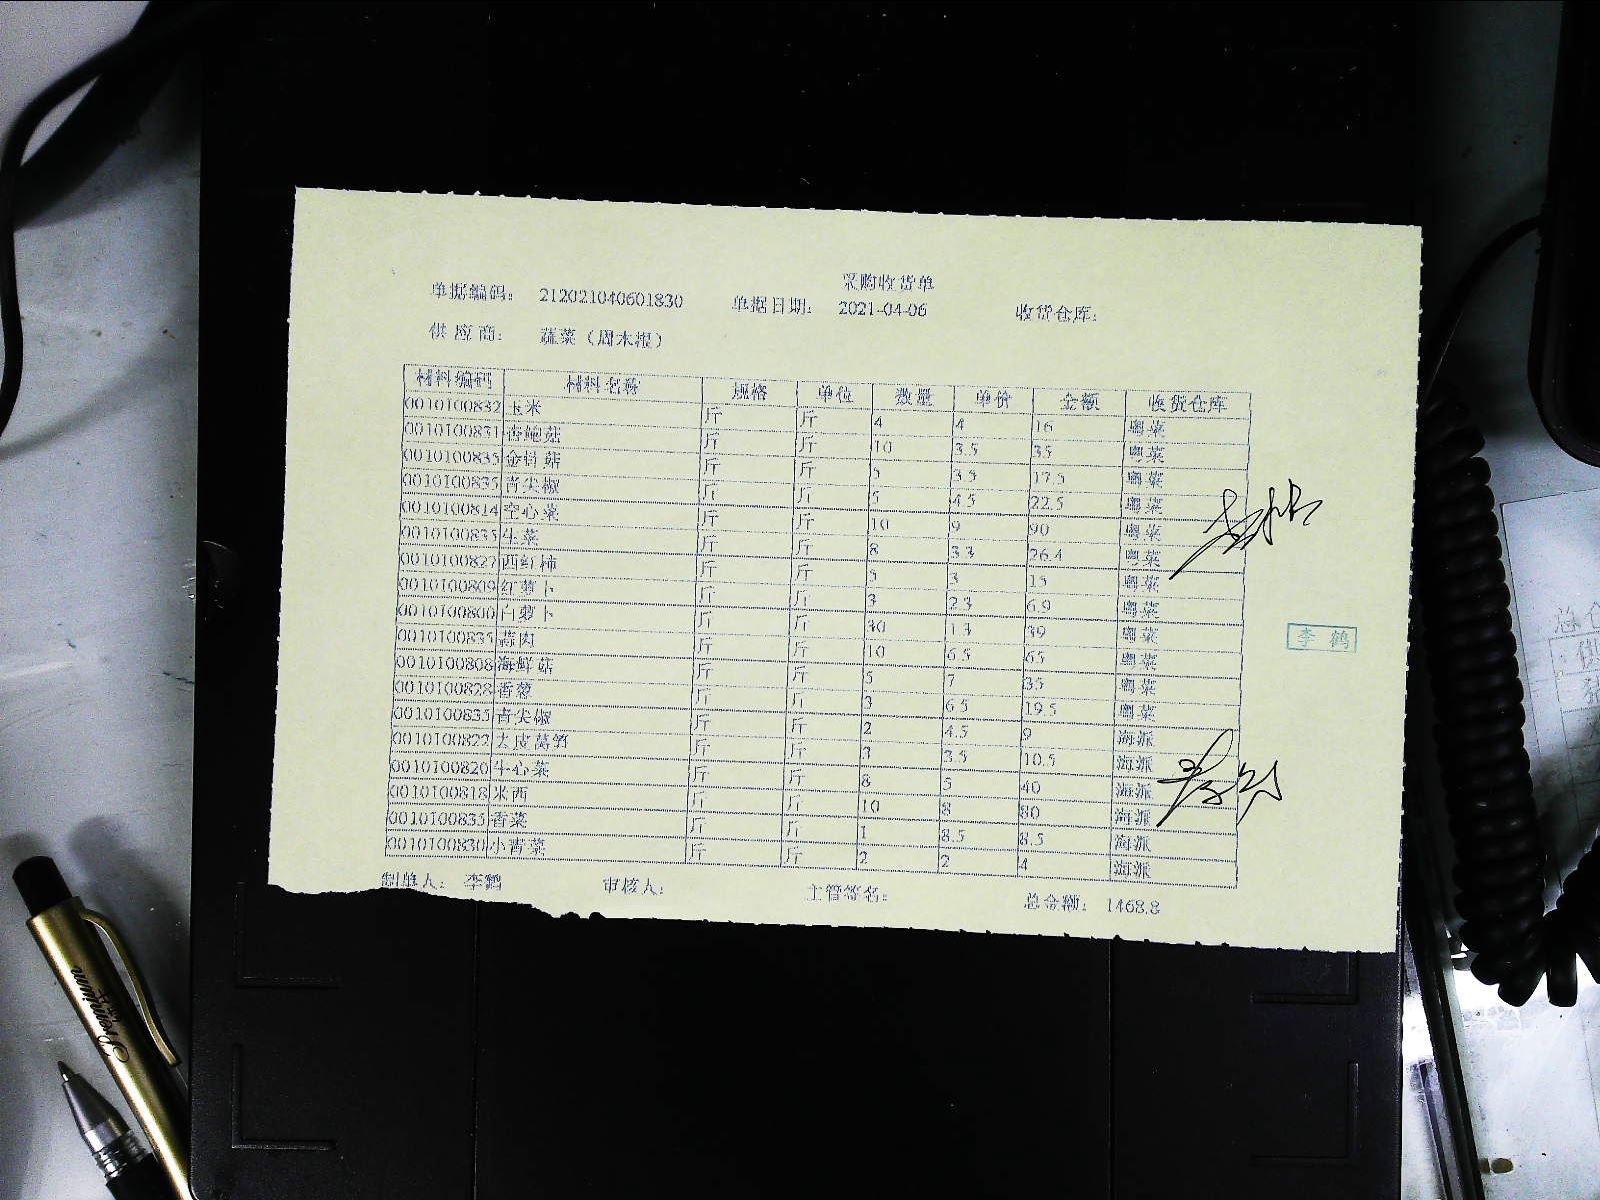 采购收货单
单据编码: 212021040601830 单据日期: 2021-04-06 收货仓库:
供应商: 蔬菜（周木樱）
材料编码 材料名称 规格 单位 数量 单价 金额 收货仓库
0010100832 玉米 斤 斤 4 4 16 粤菜
0010100831 杏鲍菇 斤 斤 10 3.5 35 粤菜
0010100835 金针菇 斤 斤 5 3.5 17.5 粤菜
0010100835 青尖椒 斤 斤 5 4.5 22.5 粤菜
0010100814 空心菜 斤 斤 10 9 90 粤菜
0010100835 生菜 斤 斤 8 3.3 26.4 粤菜
0010100827 西红柿 斤 斤 5 3 15 粤菜
0010100809 红萝卜 斤 斤 3 2.3 6.9 粤菜
0010100800 白萝卜 斤 斤 30 1.3 39 粤菜
0010100835 蒜肉 斤 斤 10 6.5 65 粤菜
0010100808 海鲜菇 斤 斤 5 7 35 粤菜
0010100828 香葱 斤 斤 3 6.5 19.5 粤菜
0010100835 青尖椒 斤 斤 2 4.5 9 海派
0010100822 去皮莴笋 斤 斤 3 3.5 10.5 海派
0010100820 牛心菜 斤 斤 8 5 40 海派
0010100818 米西 斤 斤 10 8 80 海派
0010100835 香菜 斤 斤 1 8.5 8.5 海派
0010100830 小青菜 斤 斤 2 2 4 海派
李鹤
制单人: 李鹤 审核人: 主管签名: 总金额: 1468.8